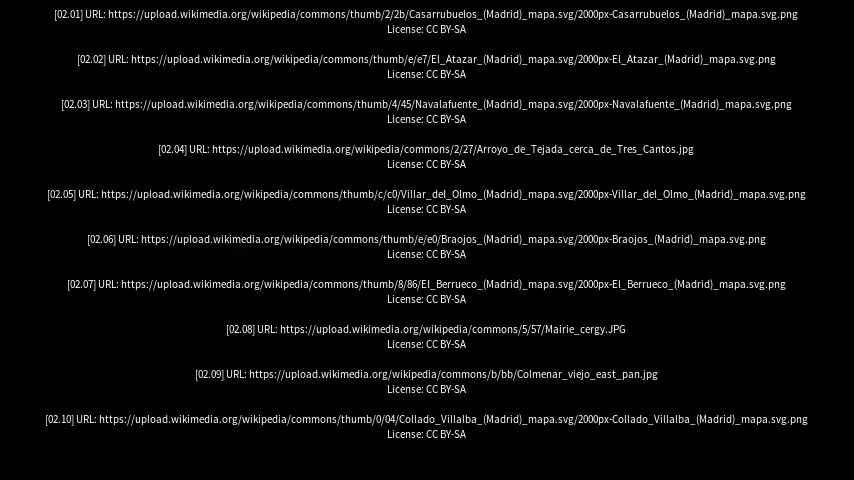 [02.01] URL: https://upload.wikimedia.org/wikipedia/commons/thumb/2/2b/Casarrubuelos_(Madrid)_mapa.svg/2000px-Casarrubuelos_(Madrid)_mapa.svg.png
License: CC BY-SA
[02.02] URL: https://upload.wikimedia.org/wikipedia/commons/thumb/e/e7/El_Atazar_(Madrid)_mapa.svg/2000px-El_Atazar_(Madrid)_mapa.svg.png
License: CC BY-SA
[02.03] URL: https://upload.wikimedia.org/wikipedia/commons/thumb/4/45/Navalafuente_(Madrid)_mapa.svg/2000px-Navalafuente_(Madrid)_mapa.svg.png
License: CC BY-SA
[02.04] URL: https://upload.wikimedia.org/wikipedia/commons/2/27/Arroyo_de_Tejada_cerca_de_Tres_Cantos.jpg
License: CC BY-SA
[02.05] URL: https://upload.wikimedia.org/wikipedia/commons/thumb/c/c0/Villar_del_Olmo_(Madrid)_mapa.svg/2000px-Villar_del_Olmo_(Madrid)_mapa.svg.png
License: CC BY-SA
[02.06] URL: https://upload.wikimedia.org/wikipedia/commons/thumb/e/e0/Braojos_(Madrid)_mapa.svg/2000px-Braojos_(Madrid)_mapa.svg.png
License: CC BY-SA
[02.07] URL: https://upload.wikimedia.org/wikipedia/commons/thumb/8/86/El_Berrueco_(Madrid)_mapa.svg/2000px-El_Berrueco_(Madrid)_mapa.svg.png
License: CC BY-SA
[02.08] URL: https://upload.wikimedia.org/wikipedia/commons/5/57/Mairie_cergy.JPG
License: CC BY-SA
[02.09] URL: https://upload.wikimedia.org/wikipedia/commons/b/bb/Colmenar_viejo_east_pan.jpg
License: CC BY-SA
[02.10] URL: https://upload.wikimedia.org/wikipedia/commons/thumb/0/04/Collado_Villalba_(Madrid)_mapa.svg/2000px-Collado_Villalba_(Madrid)_mapa.svg.png
License: CC BY-SA